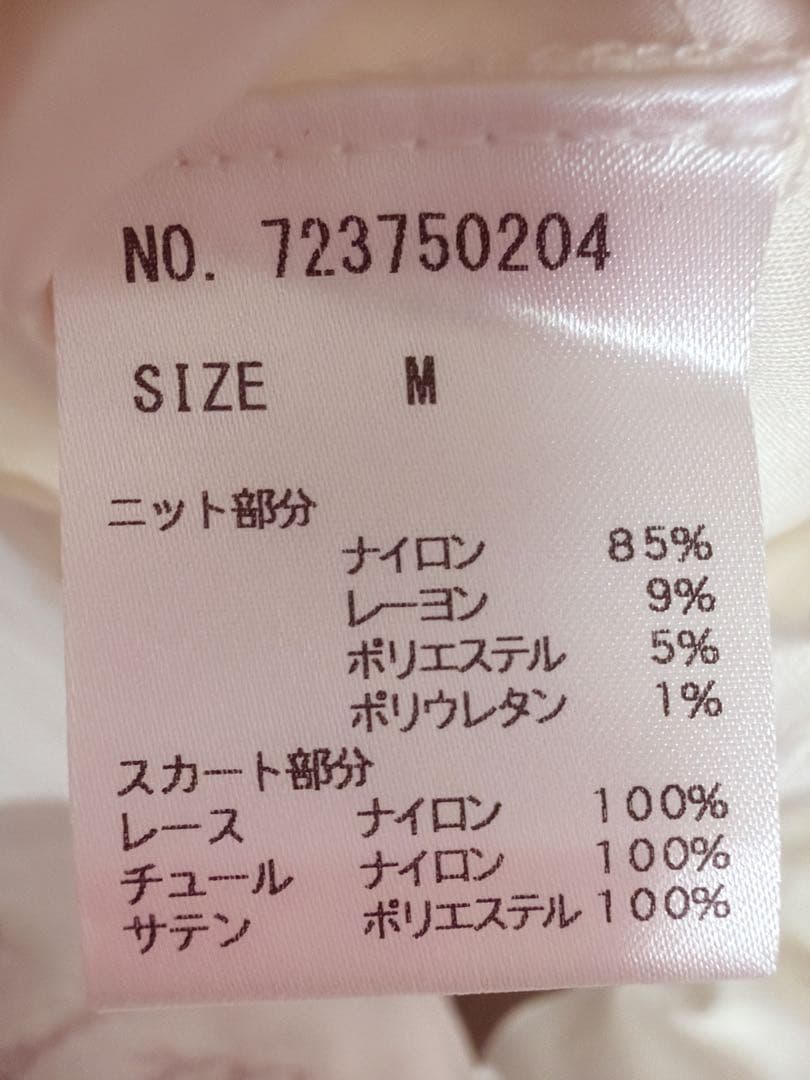 NO. 723750204
SIZE M
ニット部分
ナイロン 85%
レーヨン 9%
ポリエステル 5%
ポリウレタン 1%
スカート部分
レース ナイロン 100%
チュール ナイロン 100%
サテン ポリエステル 100%